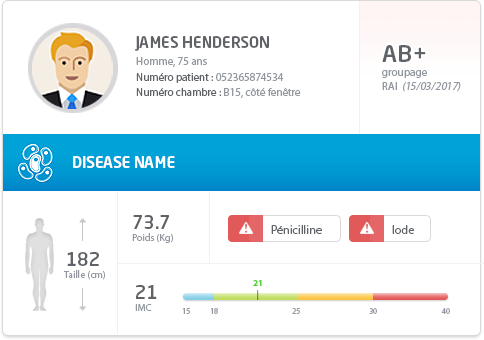 JAMES HENDERSON
Homme, 75 ans
Numéro patient : 052365874534
Numéro chambre : B15, côté fenêtre
AB+
groupage
RAI (15/03/2017)
DISEASE NAME
182
Taille (cm)
73.7
Poids (Kg)
Pénicilline
Iode
21
IMC
21
15 18 25 30 40